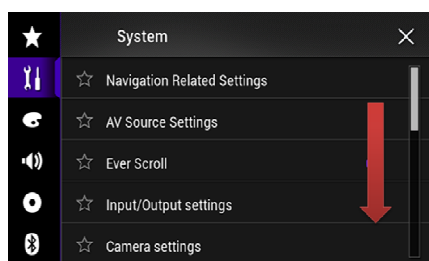 System
Navigation Related Settings
AV Source Settings
Ever Scroll
Input/Output settings
Camera settings